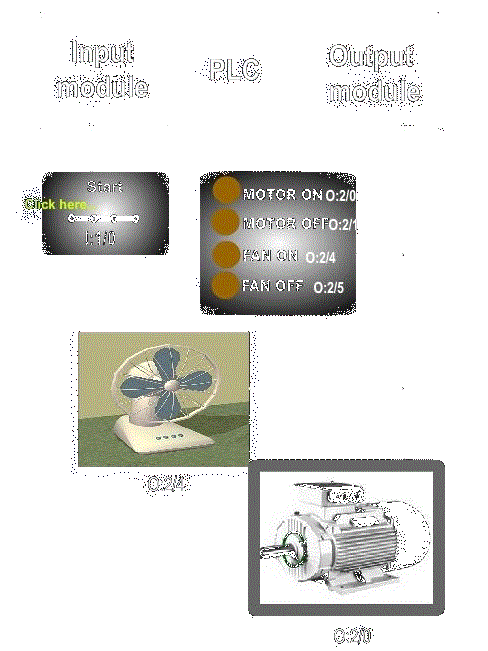 Input
module
PLC
Output
module
Start
Click here
I:1/0
MOTOR ON O:2/0
MOTOR OFF O:2/1
FAN ON O:2/4
FAN OFF O:2/5
O:2/4
O:2/0